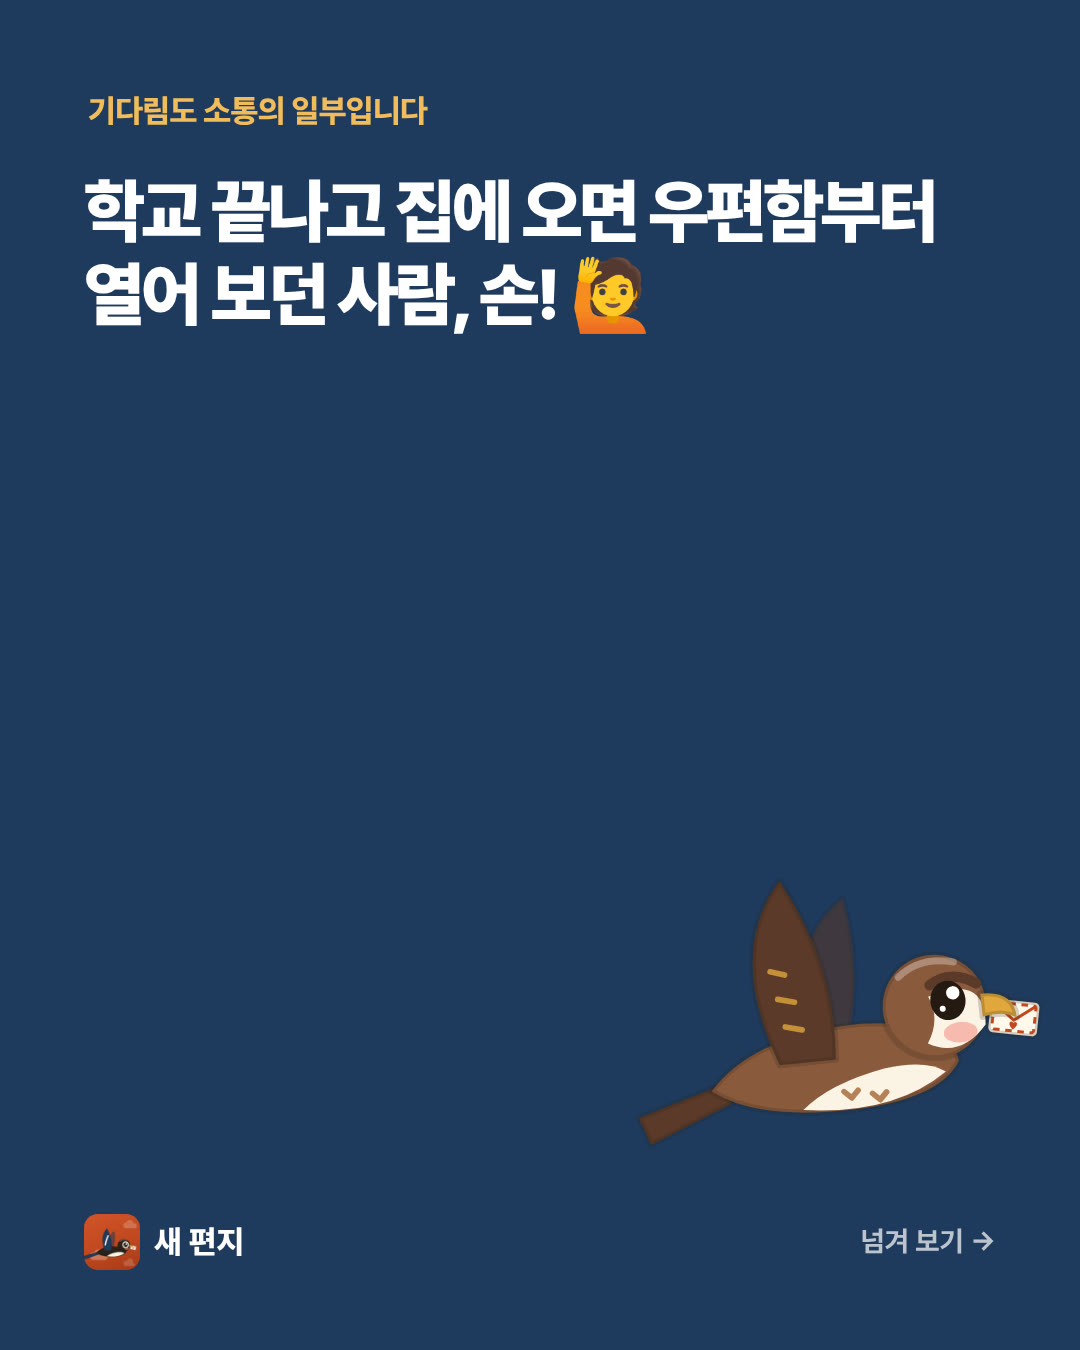 기다림도 소통의 일부입니다
학교 끝나고 집에 오면 우편함부터
열어 보던 사람, 손! 🙋
새 편지
넘겨 보기 →